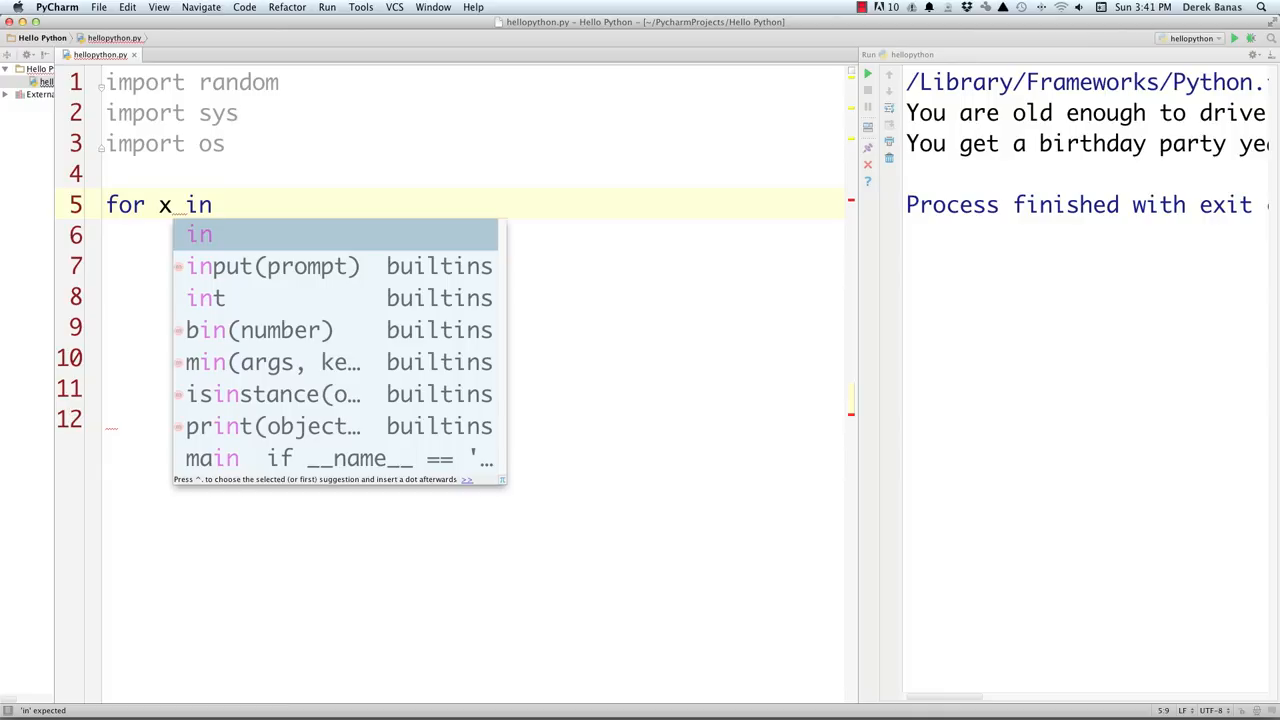 PyCharm File Edit View Navigate Code Refactor Run Tools VCS Window Help 10 Sun 3:41 PM Derek Banas
hellopython.py – Hello Python – [~/PycharmProjects/Hello Python]
Hello Python hellopython.py hellopython
hellopython.py Run hellopython
Hello P
hell
Externa
1 import random
2 import sys
3 import os
4
5 for x in
6
7
8
9
10
11
12
in
input(prompt) builtins
int builtins
bin(number) builtins
min(args, ke… builtins
isinstance(o… builtins
print(object… builtins
main if __name__ == '…
Press ^. to choose the selected (or first) suggestion and insert a dot afterwards >>
/Library/Frameworks/Python.
You are old enough to drive
You get a birthday party ye
Process finished with exit
'in' expected 5:9 LF UTF-8